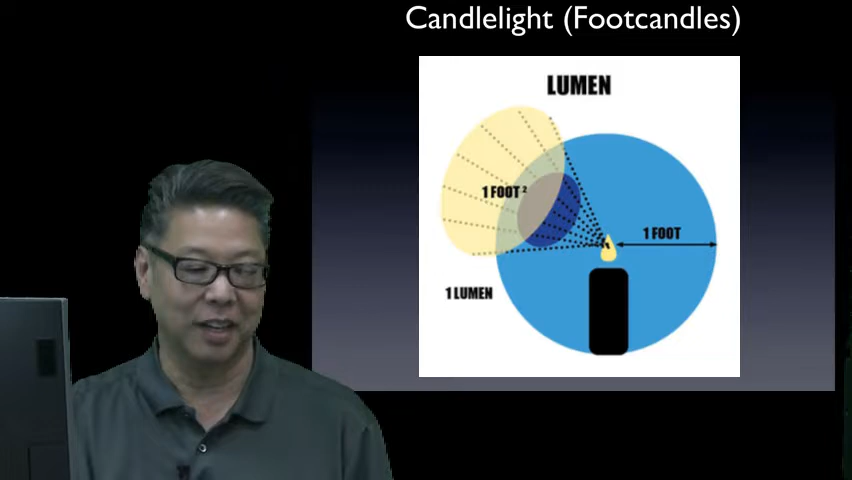 Candlelight (Footcandles)
LUMEN
1 FOOT ²
1 FOOT
1 LUMEN